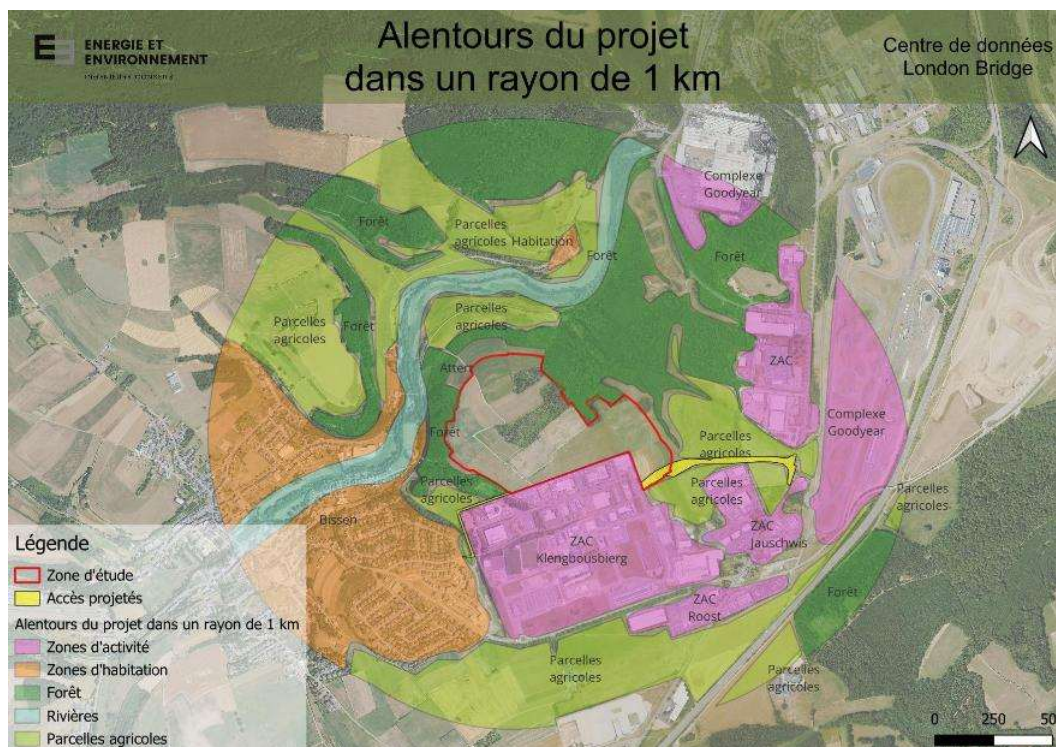 ENERGIE ET
ENVIRONNEMENT
Alentours du projet
dans un rayon de 1 km
Centre de données
London Bridge
Complexe
Goodyear
Forêt
Parcelles
agricoles
Habitation
Forêt
Forêt
Parcelles
agricoles
Forêt
Parcelles
agricoles
ZAC
Attert
Complexe
Goodyear
Forêt
Parcelles
agricoles
Parcelles
agricoles
Parcelles
agricoles
Parcelles
agricoles
Bissen
ZAC
Klengbousbierg
ZAC
Jauschwis
Forêt
ZAC
Roost
Parcelles
agricoles
Parcelles
agricoles
Légende
Zone d'étude
Accès projetés
Alentours du projet dans un rayon de 1 km
Zones d'activité
Zones d'habitation
Forêt
Rivières
Parcelles agricoles
0 250 50